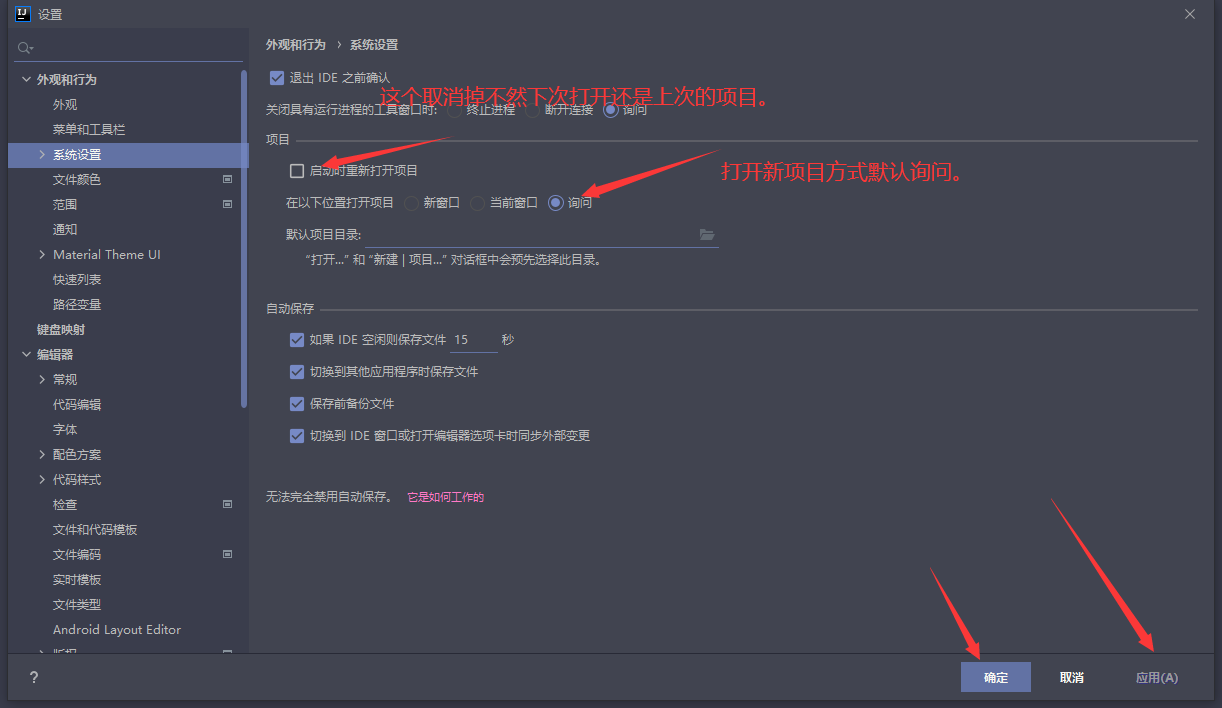 设置
外观和行为 › 系统设置
外观和行为
外观
菜单和工具栏
系统设置
文件颜色
范围
通知
Material Theme UI
快速列表
路径变量
键盘映射
编辑器
常规
代码编辑
字体
配色方案
代码样式
检查
文件和代码模板
文件编码
实时模板
文件类型
Android Layout Editor
退出 IDE 之前确认
这个取消掉不然下次打开还是上次的项目。
关闭具有运行进程的工具窗口时: 终止进程 断开连接 询问
项目
启动时重新打开项目
打开新项目方式默认询问。
在以下位置打开项目 新窗口 当前窗口 询问
默认项目目录:
“打开...” 和 “新建 | 项目...” 对话框中会预先选择此目录。
自动保存
如果 IDE 空闲则保存文件 15 秒
切换到其他应用程序时保存文件
保存前备份文件
切换到 IDE 窗口或打开编辑器选项卡时同步外部变更
无法完全禁用自动保存。 它是如何工作的
? 确定 取消 应用(A)